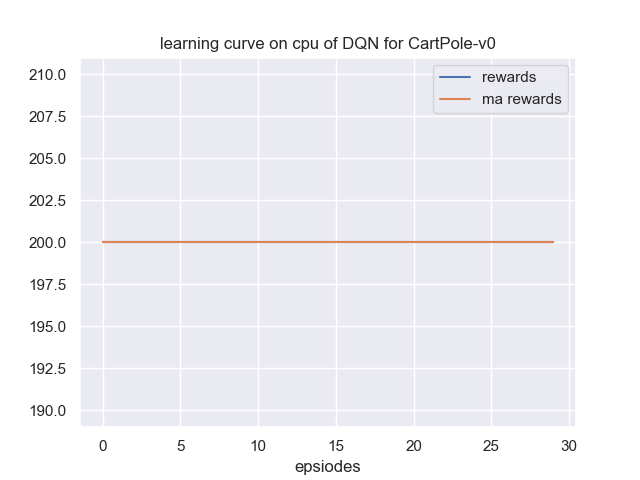 learning curve on cpu of DQN for CartPole-v0
210.0
207.5
205.0
202.5
200.0
197.5
195.0
192.5
190.0
rewards
ma rewards
0 5 10 15 20 25 30
epsiodes